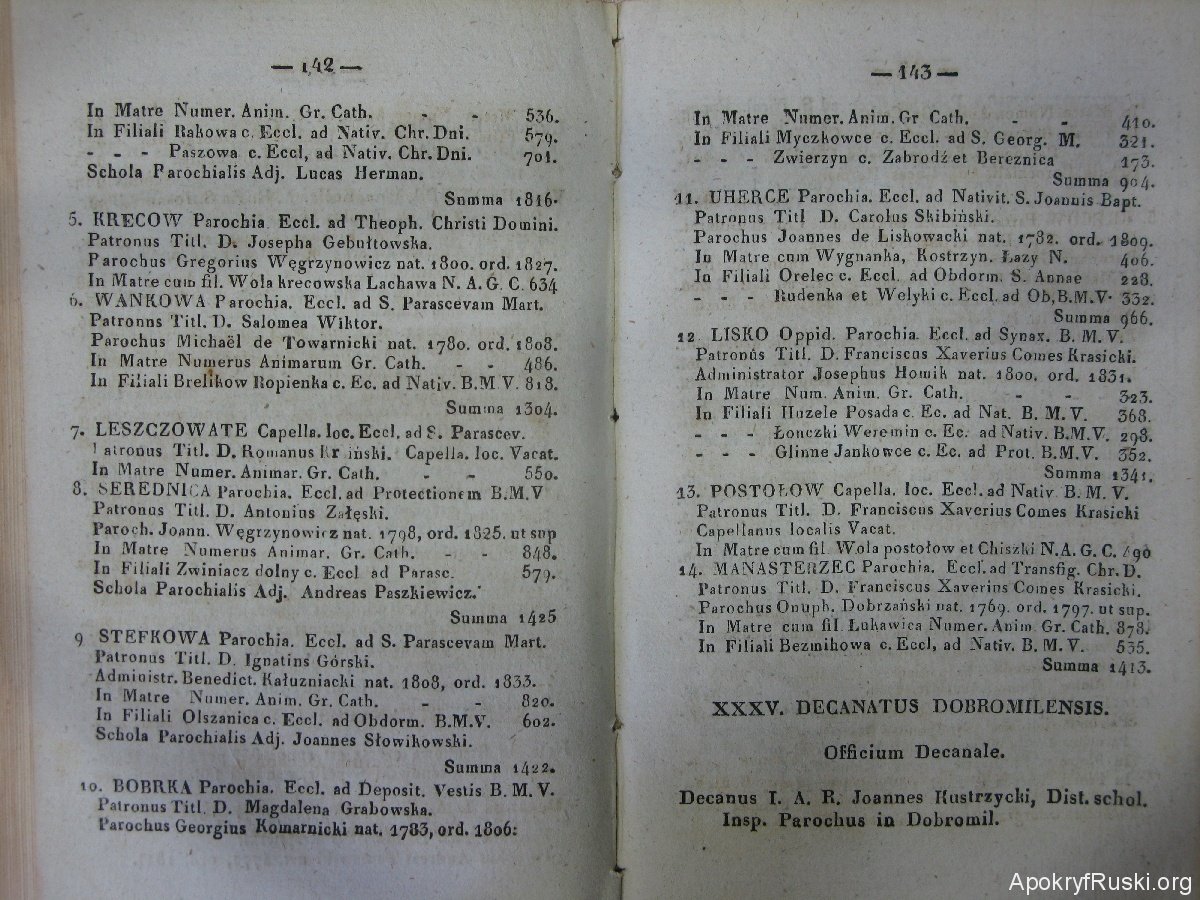 — 142 —
In Matre Numer. Anim. Gr. Cath. - - 536.
In Filiali Rakowa c. Eccl. ad Nativ. Chr. Dni. 579.
- - - Paszowa c. Eccl, ad Nativ. Chr. Dni. 701.
Schola Parochialis Adj. Lucas Herman.
Summa 1816.
5. KRECOW Parochia. Eccl. ad Theoph. Christi Domini.
Patronus Titl. D. Josepha Gebułtowska.
Parochus Gregorius Węgrzynowicz nat. 1800. ord. 1827.
In Matre cum fil. Wola krecowska Lachawa N. A. G. C. 634
6. WANKOWA Parochia. Eccl. ad S. Parascevam Mart.
Patronns Titl. D. Salomea Wiktor.
Parochus Michaël de Towarnicki nat. 1780. ord. 1808.
In Matre Numerus Animarum Gr. Cath. - - 486.
In Filiali Brelikow Ropienka c. Ec. ad Nativ. B. M. V. 818.
Summa 1304.
7. LESZCZOWATE Capella. loc. Eccl. ad S. Parascev.
Patronus Titl. D. Romanus Capella. loc. Vacat.
In Matre Numer. Animar. Gr. Cath. - - 550.
8. SEREDNICA Parochia. Eccl. ad Protectionem B. M. V
Patronus Titl. D. Antonius Załęski.
Paroch. Joann. Węgrzynowicz nat. 1798, ord. 1825. ut sup
In Matre Numerus Animar. Gr. Cath. - - 848.
In Filiali Zwiniacz dolny c. Eccl ad Parasc. 579.
Schola Parochialis Adj. Andreas Paszkiewicz.
Summa 1425
9 STEFKOWA Parochia. Eccl. ad S. Parascevam Mart.
Patronus Titl. D. Ignatins Górski.
Administr. Benedict. Kałuzniacki nat. 1808, ord. 1833.
In Matre Numer. Anim. Gr. Cath. - - 820.
In Filiali Olszanica c. Eccl. ad Obdorm. B. M. V. 602.
Schola Parochialis Adj. Joannes Słowikowski.
Summa 1422.
10. BOBRKA Parochia. Eccl. ad Deposit. Vestis B. M. V.
Patronus Titl. D. Magdalena Grabowska.
Parochus Georgius Komarnicki nat. 1783, ord. 1806:
— 143 —
In Matre Numer. Anim. Gr Cath. - - 410.
In Filiali Myczkowce c. Eccl. ad S. Georg. M. 321.
- - - Zwierzyn c. Zabrodź et Bereznica 173.
Summa 904.
11. UHERCE Parochia. Eccl. ad Nativit. S. Joannis Bapt.
Patronus Titl D. Carolus Skibiński.
Parochus Joannes de Liskowacki nat. 1782. ord. 1809.
In Matre cum Wygnanka, Kostrzyn. Łazy N. 406.
In Filiali Orelec c. Eccl. ad Obdorm. S. Annae 228.
- - - Rudenka et Welyki c. Eccl. ad Ob, B. M. V. 332.
Summa 966.
12 LISKO Oppid. Parochia. Eccl. ad Synax. B. M. V.
Patronus Titl. D. Franciscus Xaverius Comes Krasicki.
Administrator Josephus Homik nat. 1800. ord. 1831.
In Matre Num. Anim. Gr. Cath. - - 323.
In Filiali Huzele Posada c. Ec. ad Nat. B. M. V. 368.
- - - Łonczki Weremin c. Ec. ad Nativ. B. M. V. 298.
- - - Glinne Jankowce c. Ec. ad Prot. B. M. V. 352.
Summa 1341.
13. POSTOŁOW Capella. loc. Eccl. ad Nativ B. M. V.
Patronus Titl. D. Franciscus Xaverius Comes Krasicki
Capellanus localis Vacat.
In Matre cum fil. Wola postołow et Chiszki N. A. G. C. 490
14. MANASTERZEC Parochia. Eccl. ad Transfig. Chr. D.
Patronus Titl. D. Franciscus Xaverius Comes Krasicki.
Parochus Onuph. Dobrzański nat. 1769. ord. 1797. ut sup.
In Matre cum fil. Łukawica Numer. Anim. Gr. Cath. 878.
In Filiali Bezmihowa c. Eccl, ad Nativ. B. M. V. 535.
Summa 1413.
XXXV. DECANATUS DOBROMILENSIS.
Officium Decanale.
Decanus I. A. R. Joannes Kustrzycki, Dist. schol.
Insp. Parochus in Dobromil.
ApokryfRuski.org